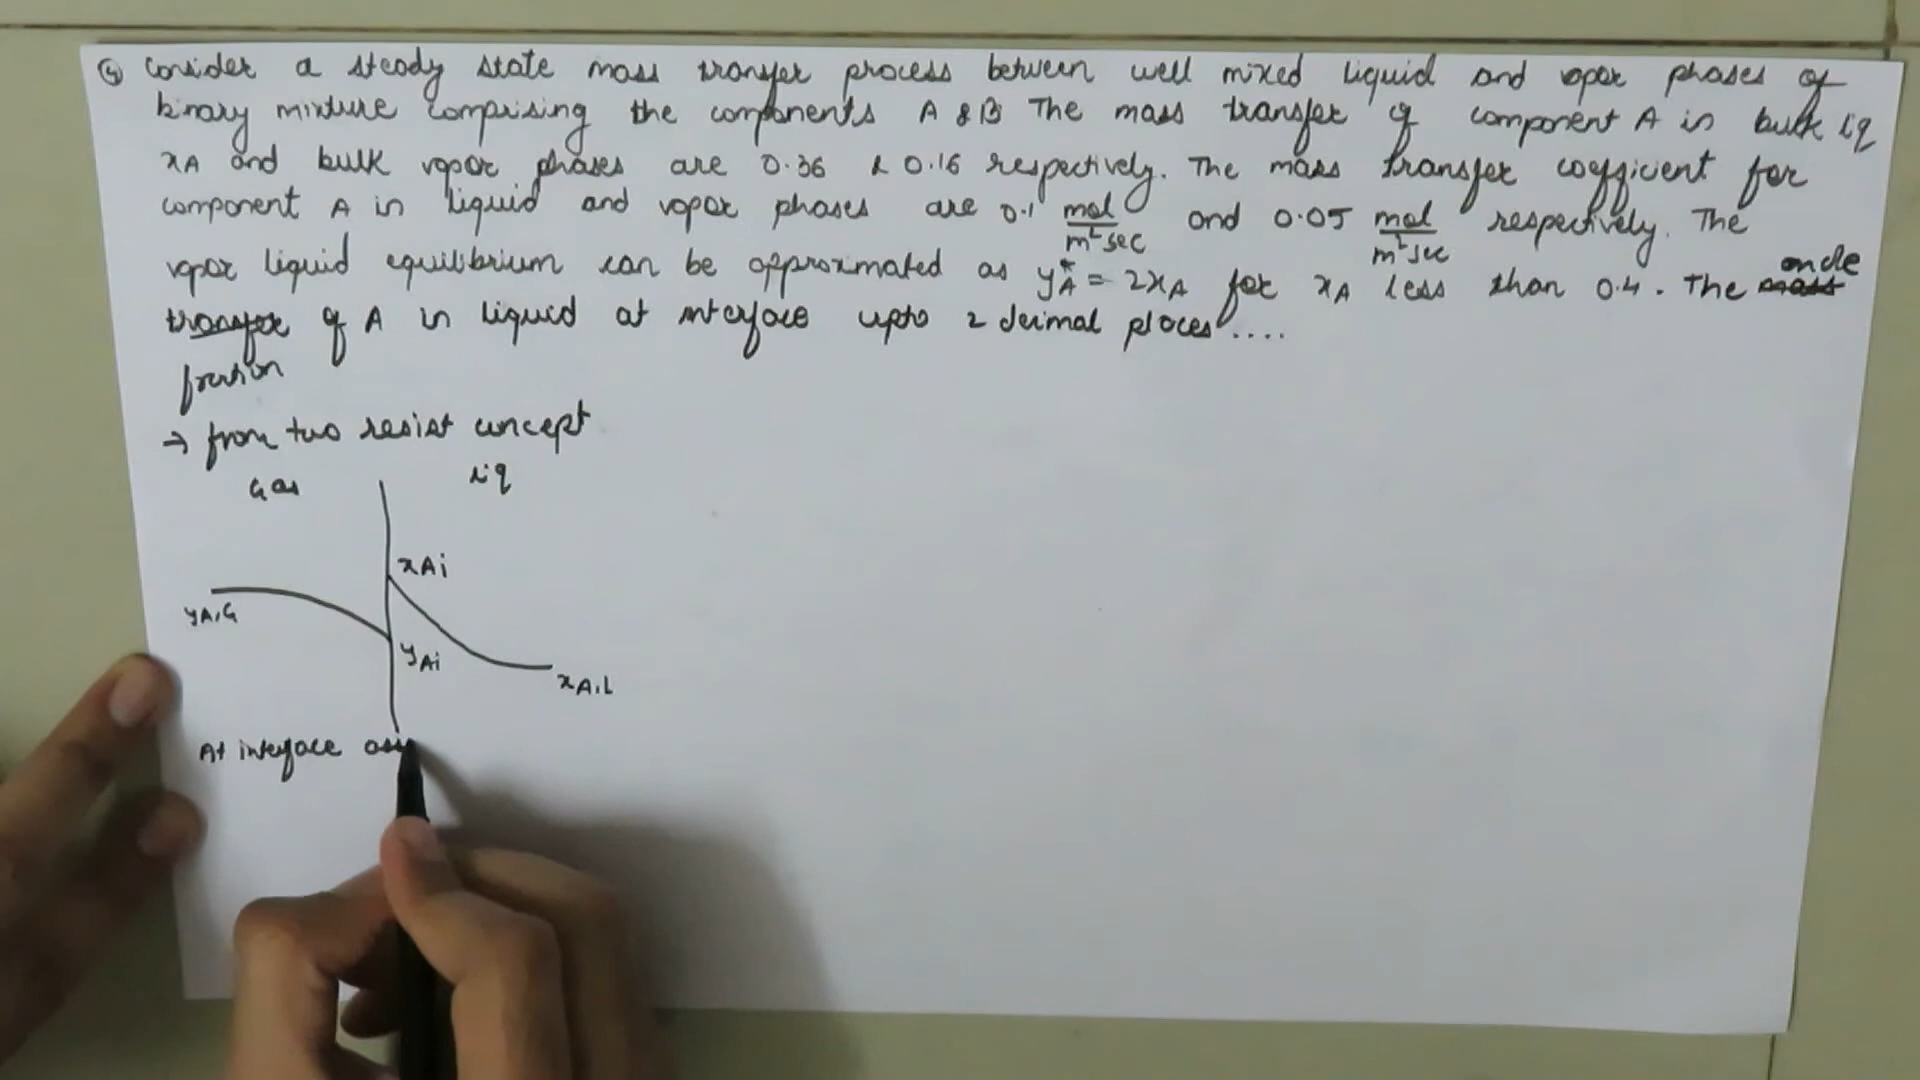 G Consider a steady state mass transfer process between well mixed liquid and vapor phases of
binary mixture comprising the components A & B The mass transfer of component A in bulk liq
xA and bulk vapor phases are 0.36 & 0.16 respectively. The mass transfer coefficient for
component A in liquid and vapor phases are 0.1 mol/m² sec and 0.05 mol/m² sec respectively. The
vapor liquid equilibrium can be approximated as y*A = 2xA for xA less than 0.4. The mole
of A in liquid at interface upto 2 decimal places ....
fraction
→ from two resist concept
Gas liq
xAi
yA,G
yAi
xA,L
At interface